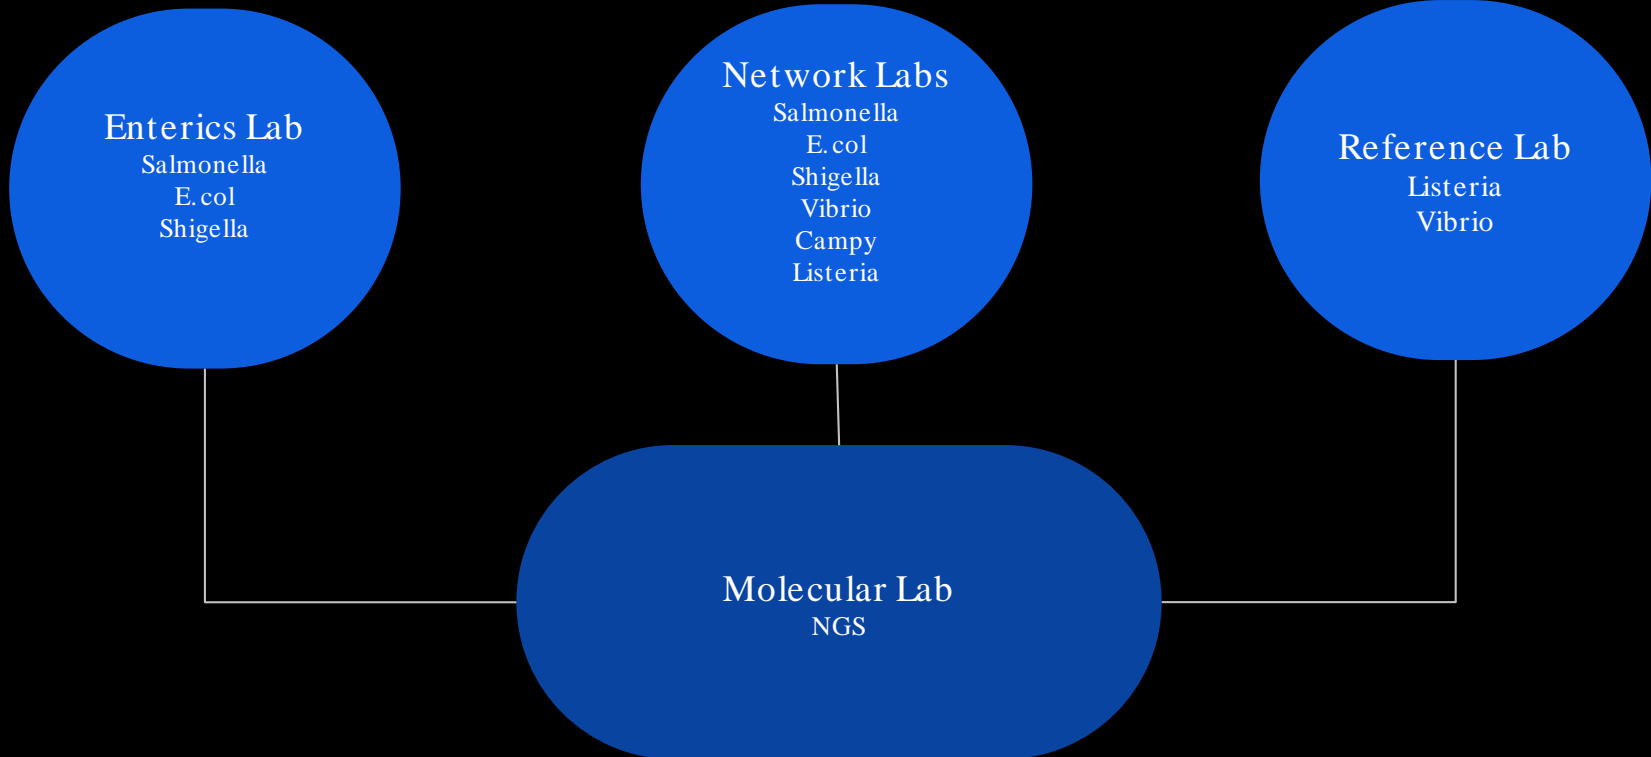 Enterics Lab
Salmonella
E.col
Shigella
Network Labs
Salmonella
E.col
Shigella
Vibrio
Campy
Listeria
Reference Lab
Listeria
Vibrio
Molecular Lab
NGS